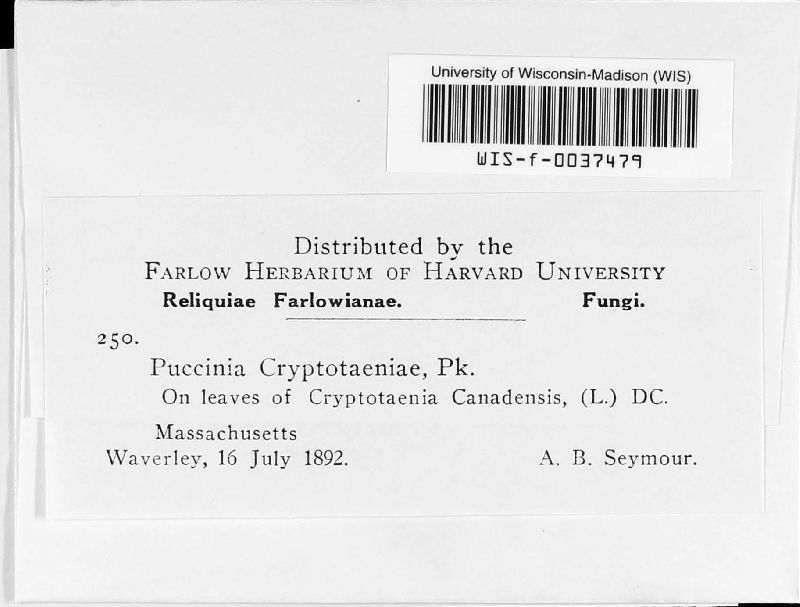 University of Wisconsin-Madison (WIS)
WIS-f-0037479
Distributed by the
FARLOW HERBARIUM OF HARVARD UNIVERSITY
Reliquiae Farlowianae. Fungi.
250.
Puccinia Cryptotaeniae, Pk.
On leaves of Cryptotaenia Canadensis, (L.) DC.
Massachusetts
Waverley, 16 July 1892. A. B. Seymour.